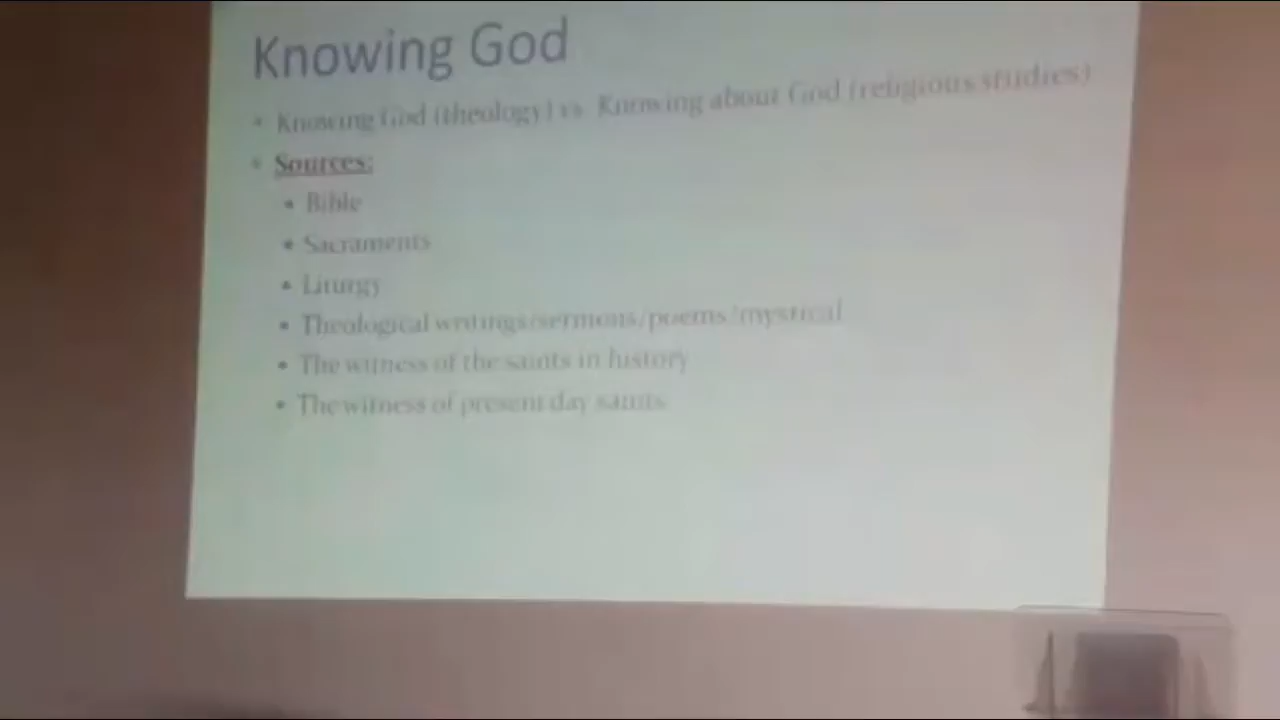 Knowing God
• Knowing God (theology) vs. Knowing about God (religious studies)
• Sources:
• Bible
• Sacraments
• Liturgy
• Theological writings/sermons/poems/mystical
• The witness of the saints in history
• The witness of present day saints